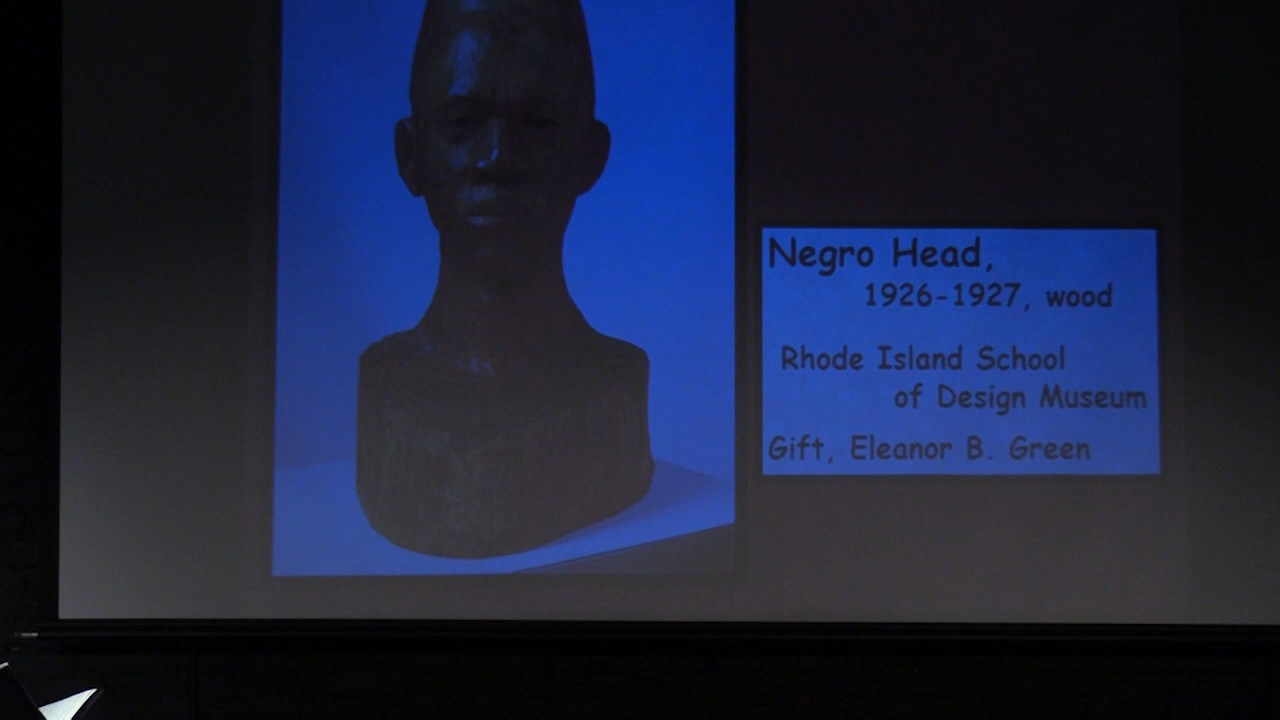 Negro Head,
1926-1927, wood
Rhode Island School
of Design Museum
Gift, Eleanor B. Green